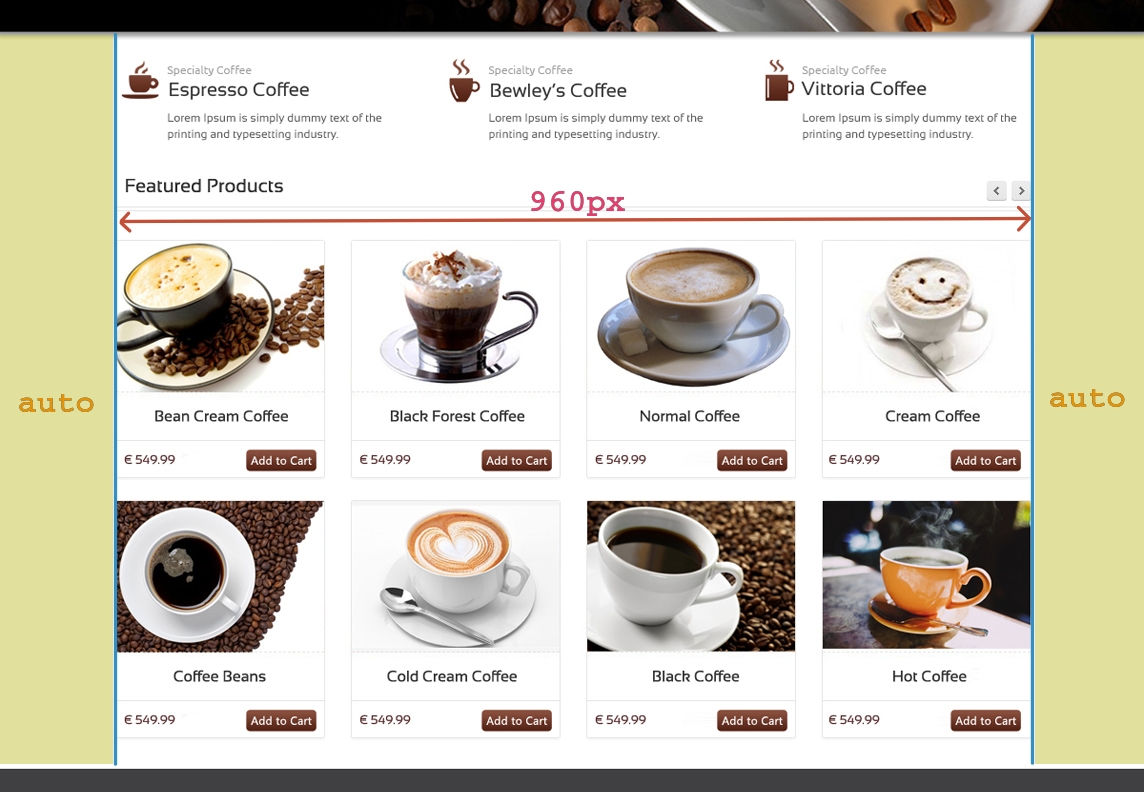 Specialty Coffee
Espresso Coffee
Lorem Ipsum is simply dummy text of the
printing and typesetting industry.
Specialty Coffee
Bewley's Coffee
Lorem Ipsum is simply dummy text of the
printing and typesetting industry.
Specialty Coffee
Vittoria Coffee
Lorem Ipsum is simply dummy text of the
printing and typesetting industry.
Featured Products
960px
auto
auto
Bean Cream Coffee
Black Forest Coffee
Normal Coffee
Cream Coffee
€ 549.99 Add to Cart
€ 549.99 Add to Cart
€ 549.99 Add to Cart
€ 549.99 Add to Cart
Coffee Beans
Cold Cream Coffee
Black Coffee
Hot Coffee
€ 549.99 Add to Cart
€ 549.99 Add to Cart
€ 549.99 Add to Cart
€ 549.99 Add to Cart